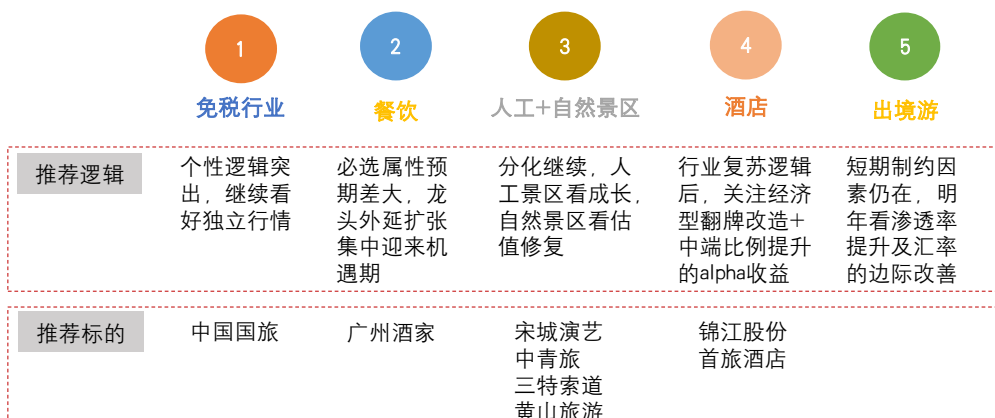 1
2
3
4
5
免税行业
餐饮
人工+自然景区
酒店
出境游
推荐逻辑
个性逻辑突
出，继续看
好独立行情
必选属性预
期差大，龙
头外延扩张
集中迎来机
遇期
分化继续，人
工景区看成长，
自然景区看估
值修复
行业复苏逻辑
后，关注经济
型翻牌改造+
中端比例提升
的alpha收益
短期制约因
素仍在，明
年看渗透率
提升及汇率
的边际改善
推荐标的
中国国旅
广州酒家
宋城演艺
中青旅
三特索道
黄山旅游
锦江股份
首旅酒店